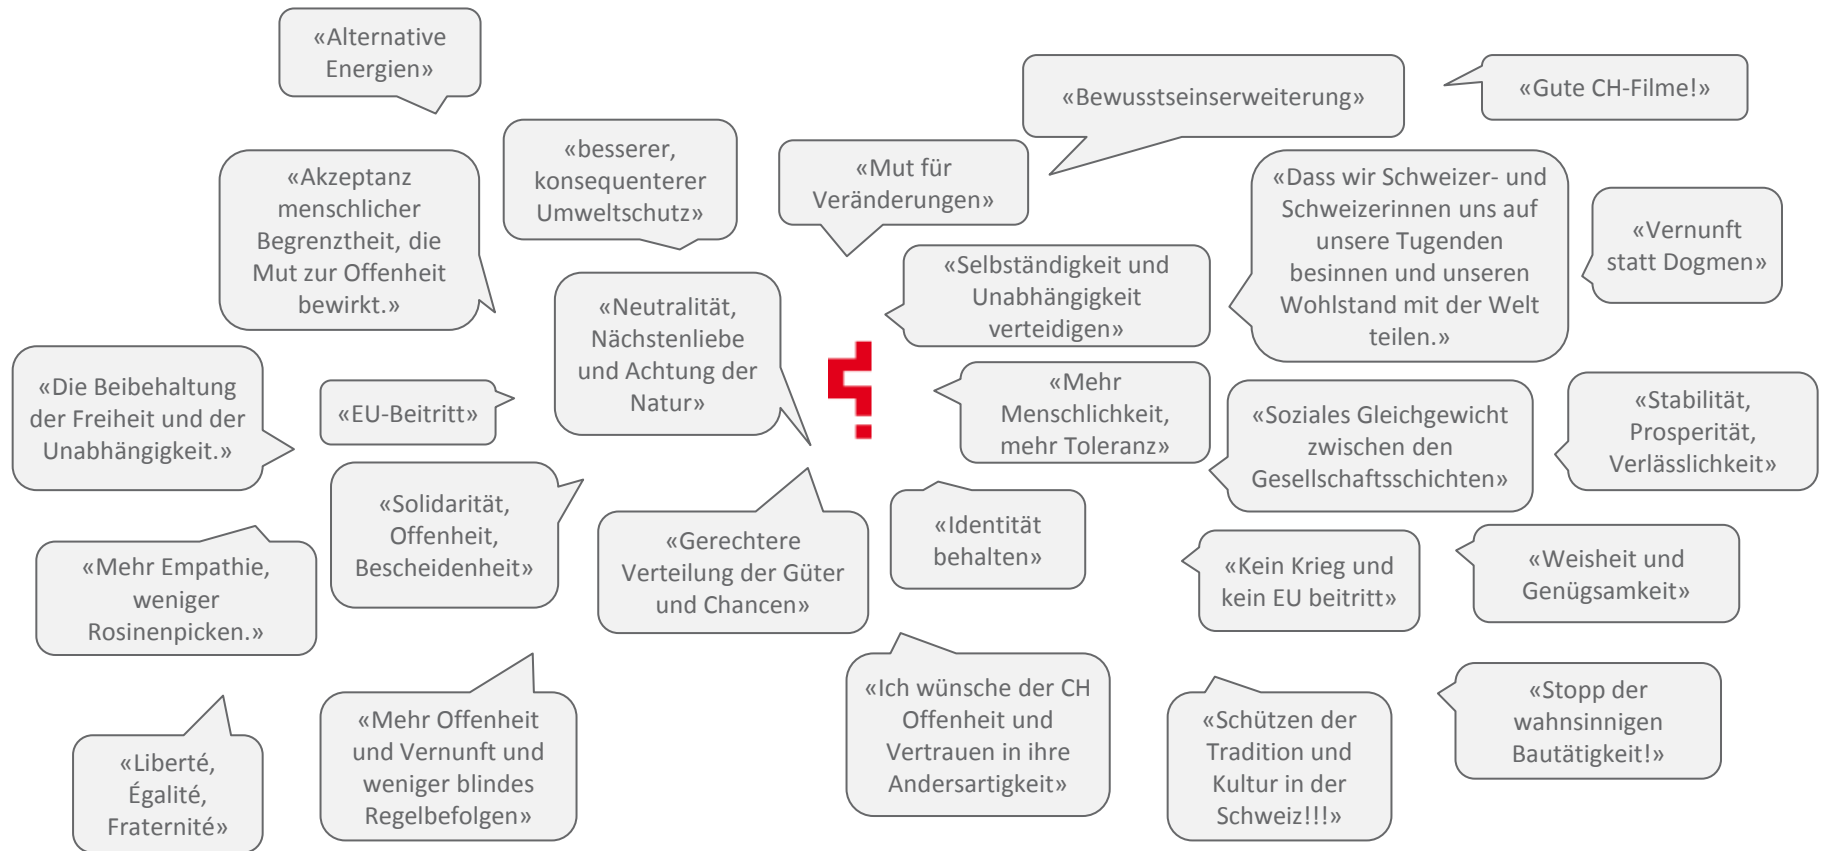 «Alternative
Energien»
«Bewusstseinserweiterung»
«Gute CH-Filme!»
«besserer,
konsequenterer
Umweltschutz»
«Mut für
Veränderungen»
«Akzeptanz
menschlicher
Begrenztheit, die
Mut zur Offenheit
bewirkt.»
«Dass wir Schweizer- und
Schweizerinnen uns auf
unsere Tugenden
besinnen und unseren
Wohlstand mit der Welt
teilen.»
«Vernunft
statt Dogmen»
«Selbständigkeit und
Unabhängigkeit
verteidigen»
«Neutralität,
Nächstenliebe
und Achtung der
Natur»
«Die Beibehaltung
der Freiheit und der
Unabhängigkeit.»
«EU-Beitritt»
«Mehr
Menschlichkeit,
mehr Toleranz»
«Soziales Gleichgewicht
zwischen den
Gesellschaftsschichten»
«Stabilität,
Prosperität,
Verlässlichkeit»
«Solidarität,
Offenheit,
Bescheidenheit»
«Gerechtere
Verteilung der Güter
und Chancen»
«Identität
behalten»
«Mehr Empathie,
weniger
Rosinenpicken.»
«Kein Krieg und
kein EU beitritt»
«Weisheit und
Genügsamkeit»
«Liberté,
Égalité,
Fraternité»
«Mehr Offenheit
und Vernunft und
weniger blindes
Regelbefolgen»
«Ich wünsche der CH
Offenheit und
Vertrauen in ihre
Andersartigkeit»
«Schützen der
Tradition und
Kultur in der
Schweiz!!!»
«Stopp der
wahnsinnigen
Bautätigkeit!»